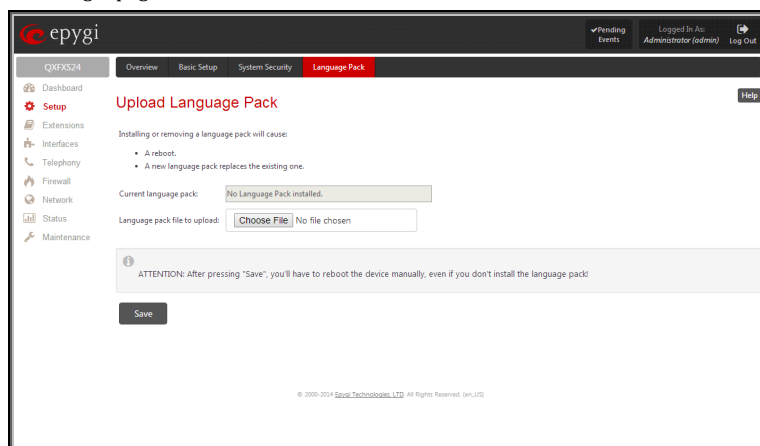 epygi
✔Pending Events
Logged In As:
Administrator (admin)
Log Out
QXFXS24
Overview Basic Setup System Security Language Pack
Dashboard
Setup
Extensions
Interfaces
Telephony
Firewall
Network
Status
Maintenance
Upload Language Pack
Help
Installing or removing a language pack will cause:
• A reboot.
• A new language pack replaces the existing one.
Current language pack: No Language Pack installed.
Language pack file to upload: Choose File No file chosen
ATTENTION: After pressing "Save", you'll have to reboot the device manually, even if you don't install the language pack!
Save
© 2000-2014 Epygi Technologies, LTD. All Rights Reserved. (en_US)